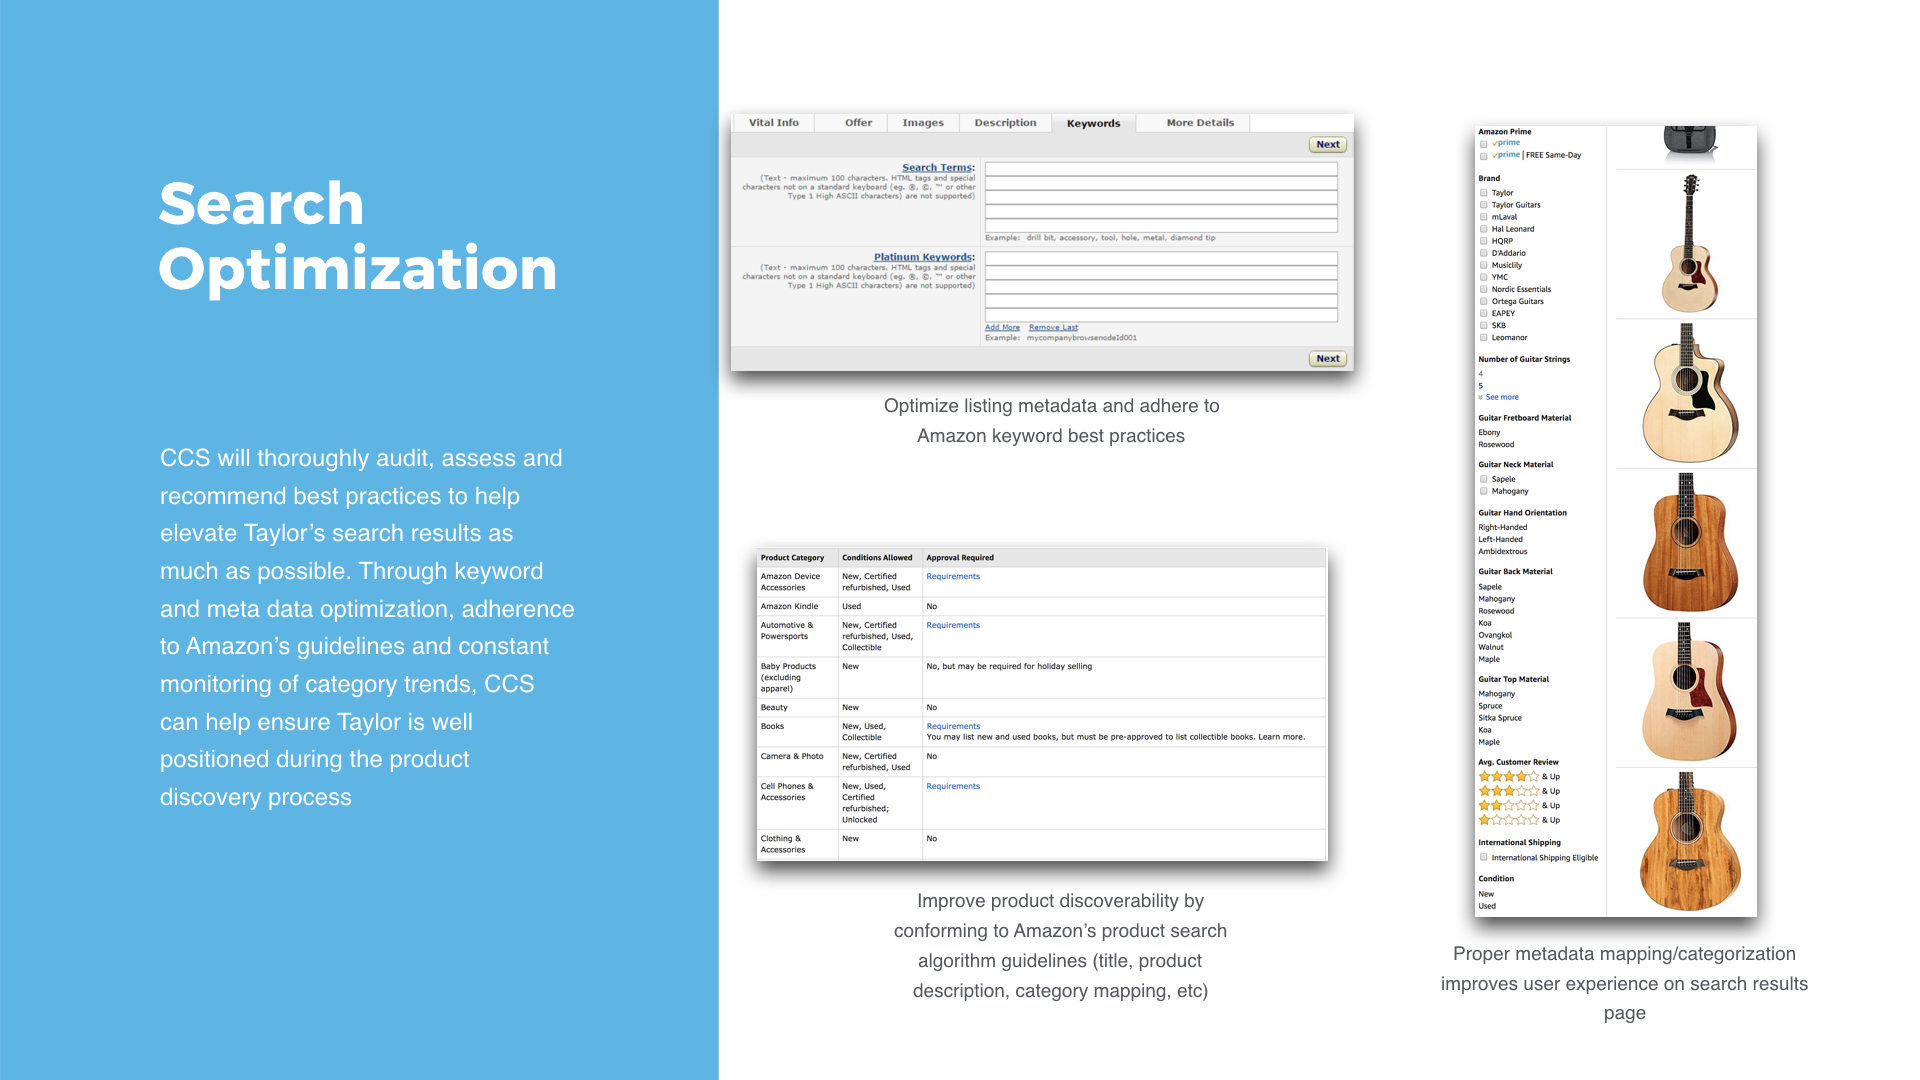 Search
Optimization
CCS will thoroughly audit, assess and
recommend best practices to help
elevate Taylor’s search results as
much as possible. Through keyword
and meta data optimization, adherence
to Amazon’s guidelines and constant
monitoring of category trends, CCS
can help ensure Taylor is well
positioned during the product
discovery process
Vital Info Offer Images Description Keywords More Details
Next
Search Terms:
(Text - maximum 100 characters. HTML tags and special
characters not on a standard keyboard (eg. ®, ©, ™ or other
Type 1 High ASCII characters) are not supported)
Example: drill bit, accessory, tool, hole, metal, diamond tip
Platinum Keywords:
(Text - maximum 100 characters. HTML tags and special
characters not on a standard keyboard (eg. ®, ©, ™ or other
Type 1 High ASCII characters) are not supported)
Add More Remove Last
Example: mycompanybrowsenodeId001
Next
Optimize listing metadata and adhere to
Amazon keyword best practices
Product Category Conditions Allowed Approval Required
Amazon Device
Accessories
New, Certified
refurbished, Used
Requirements
Amazon Kindle Used No
Automotive &
Powersports
New, Certified
refurbished, Used,
Collectible
Requirements
Baby Products
(excluding
apparel)
New
No, but may be required for holiday selling
Beauty New No
Books
New, Used,
Collectible
Requirements
You may list new and used books, but must be pre-approved to list collectible books. Learn more.
Camera & Photo
New, Certified
refurbished, Used
No
Cell Phones &
Accessories
New, Used,
Certified
refurbished;
Unlocked
Requirements
Clothing &
Accessories
New
No
Improve product discoverability by
conforming to Amazon’s product search
algorithm guidelines (title, product
description, category mapping, etc)
Amazon Prime
prime
prime | FREE Same-Day
Brand
Taylor
Taylor Guitars
mLaval
Hal Leonard
HQRP
D'Addario
Musiclily
YMC
Nordic Essentials
Ortega Guitars
EAPEY
SKB
Leomanor
Number of Guitar Strings
4
5
See more
Guitar Fretboard Material
Ebony
Rosewood
Guitar Neck Material
Sapele
Mahogany
Guitar Hand Orientation
Right-Handed
Left-Handed
Ambidextrous
Guitar Back Material
Sapele
Mahogany
Rosewood
Koa
Ovangkol
Walnut
Maple
Guitar Top Material
Mahogany
Spruce
Sitka Spruce
Koa
Maple
Avg. Customer Review
& Up
& Up
& Up
& Up
International Shipping
International Shipping Eligible
Condition
New
Used
Proper metadata mapping/categorization
improves user experience on search results
page